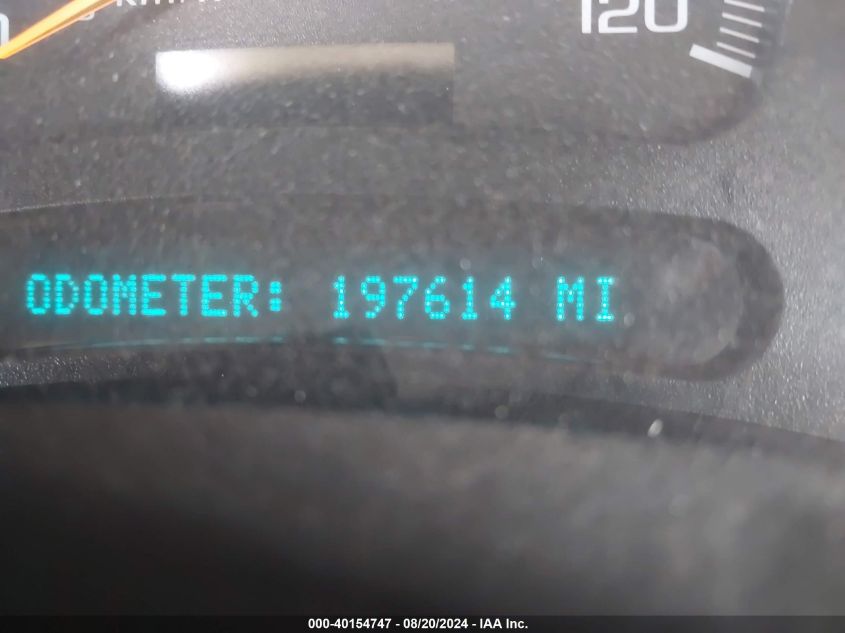 120
ODOMETER: 197614 MI
000-40154747 - 08/20/2024 - IAA Inc.